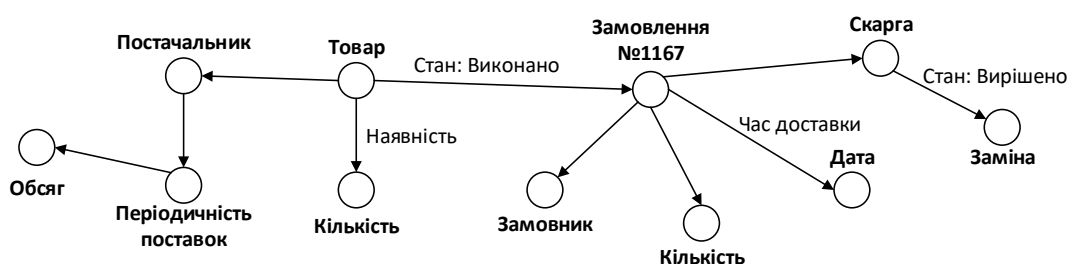 Постачальник
Товар
Замовлення
№1167
Скарга
Стан: Виконано
Стан: Вирішено
Наявність
Час доставки
Обсяг
Періодичність
поставок
Кількість
Замовник
Кількість
Дата
Заміна